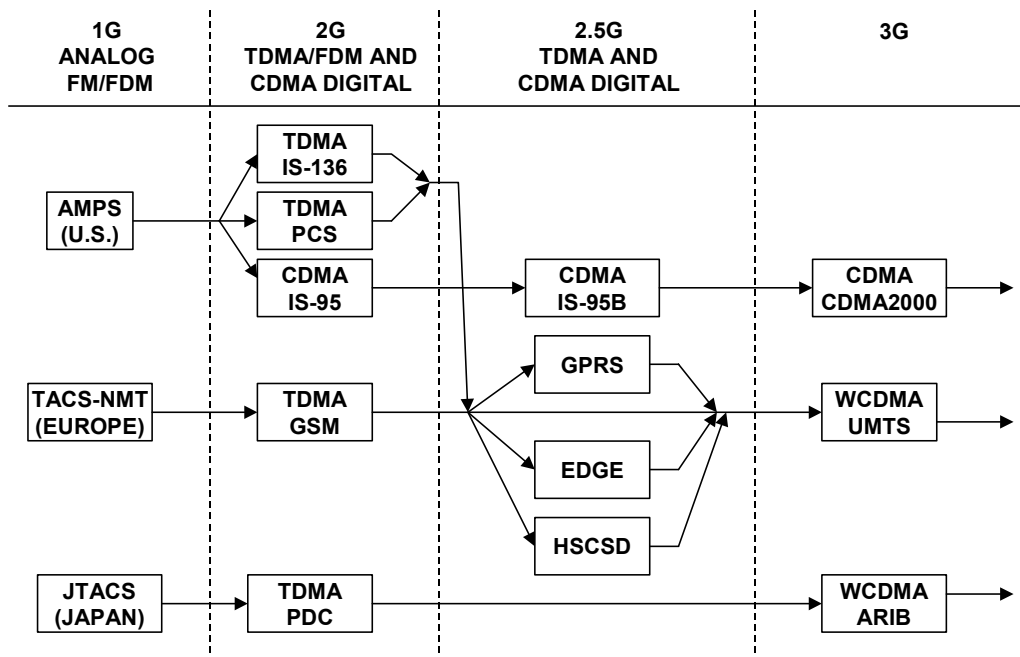 1G
ANALOG
FM/FDM
2G
TDMA/FDM AND
CDMA DIGITAL
2.5G
TDMA AND
CDMA DIGITAL
3G
AMPS
(U.S.)
TDMA
IS-136
TDMA
PCS
CDMA
IS-95
CDMA
IS-95B
CDMA
CDMA2000
TACS-NMT
(EUROPE)
TDMA
GSM
GPRS
EDGE
HSCSD
WCDMA
UMTS
JTACS
(JAPAN)
TDMA
PDC
WCDMA
ARIB